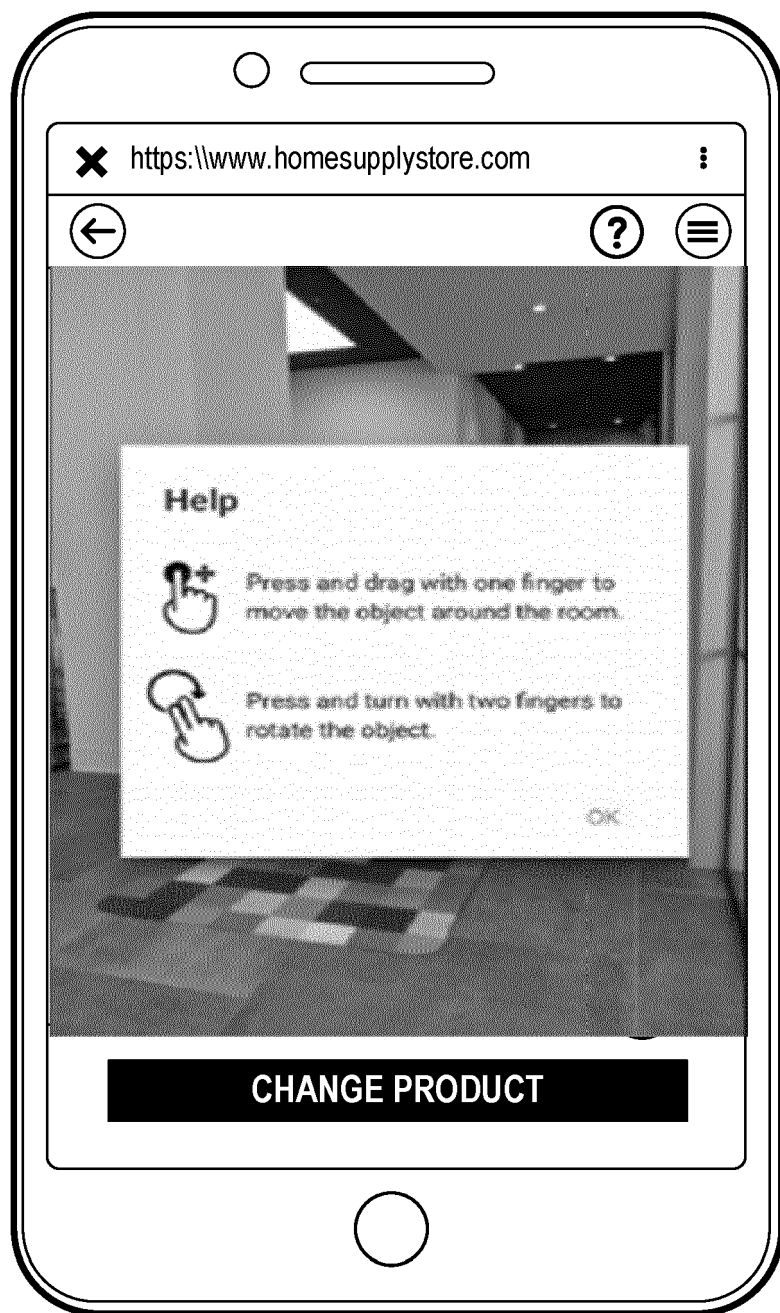 https:\\www.homesupplystore.com
?
Help
Press and drag with one finger to
move the object around the room.
Press and turn with two fingers to
rotate the object.
OK
CHANGE PRODUCT